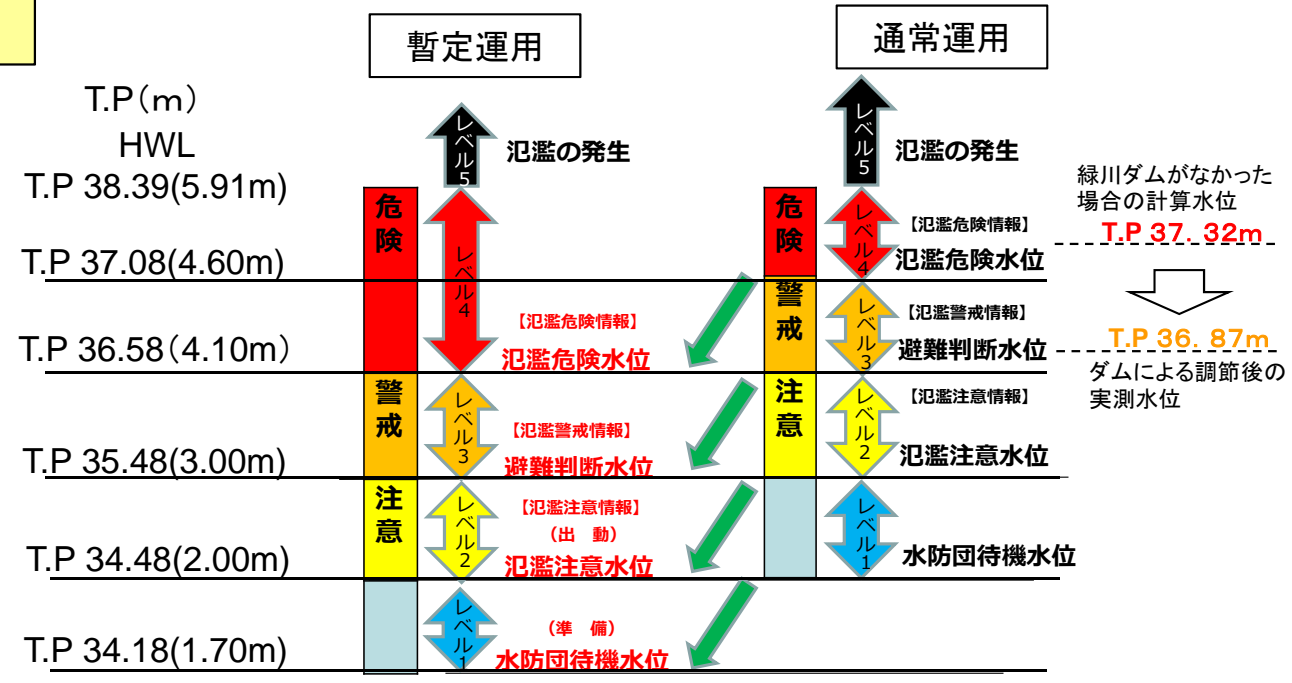 暫定運用
通常運用
T.P(m)
HWL
T.P 38.39(5.91m)
T.P 37.08(4.60m)
T.P 36.58(4.10m)
T.P 35.48(3.00m)
T.P 34.48(2.00m)
T.P 34.18(1.70m)
危険
警戒
注意
レベル5
氾濫の発生
レベル4
【氾濫危険情報】
氾濫危険水位
レベル3
【氾濫警戒情報】
避難判断水位
レベル2
【氾濫注意情報】
(出 動)
氾濫注意水位
レベル1
(準 備)
水防団待機水位
危険
警戒
注意
レベル5
氾濫の発生
レベル4
【氾濫危険情報】
氾濫危険水位
レベル3
【氾濫警戒情報】
避難判断水位
レベル2
【氾濫注意情報】
氾濫注意水位
レベル1
水防団待機水位
緑川ダムがなかった
場合の計算水位
T.P 37. 32m
T.P 36. 87m
ダムによる調節後の
実測水位